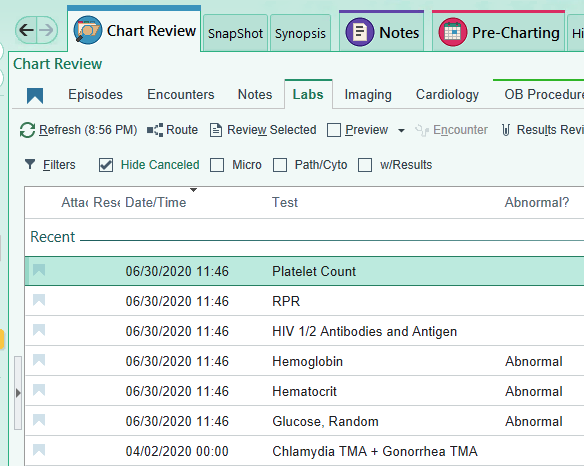 Chart Review SnapShot Synopsis Notes Pre-Charting Hi
Chart Review
Episodes Encounters Notes Labs Imaging Cardiology OB Procedure
Refresh (8:56 PM) Route Review Selected Preview Encounter Results Revi
Filters Hide Canceled Micro Path/Cyto w/Results
Attac Rese Date/Time Test Abnormal?
Recent
06/30/2020 11:46 Platelet Count
06/30/2020 11:46 RPR
06/30/2020 11:46 HIV 1/2 Antibodies and Antigen
06/30/2020 11:46 Hemoglobin Abnormal
06/30/2020 11:46 Hematocrit Abnormal
06/30/2020 11:46 Glucose, Random Abnormal
04/02/2020 00:00 Chlamydia TMA + Gonorrhea TMA